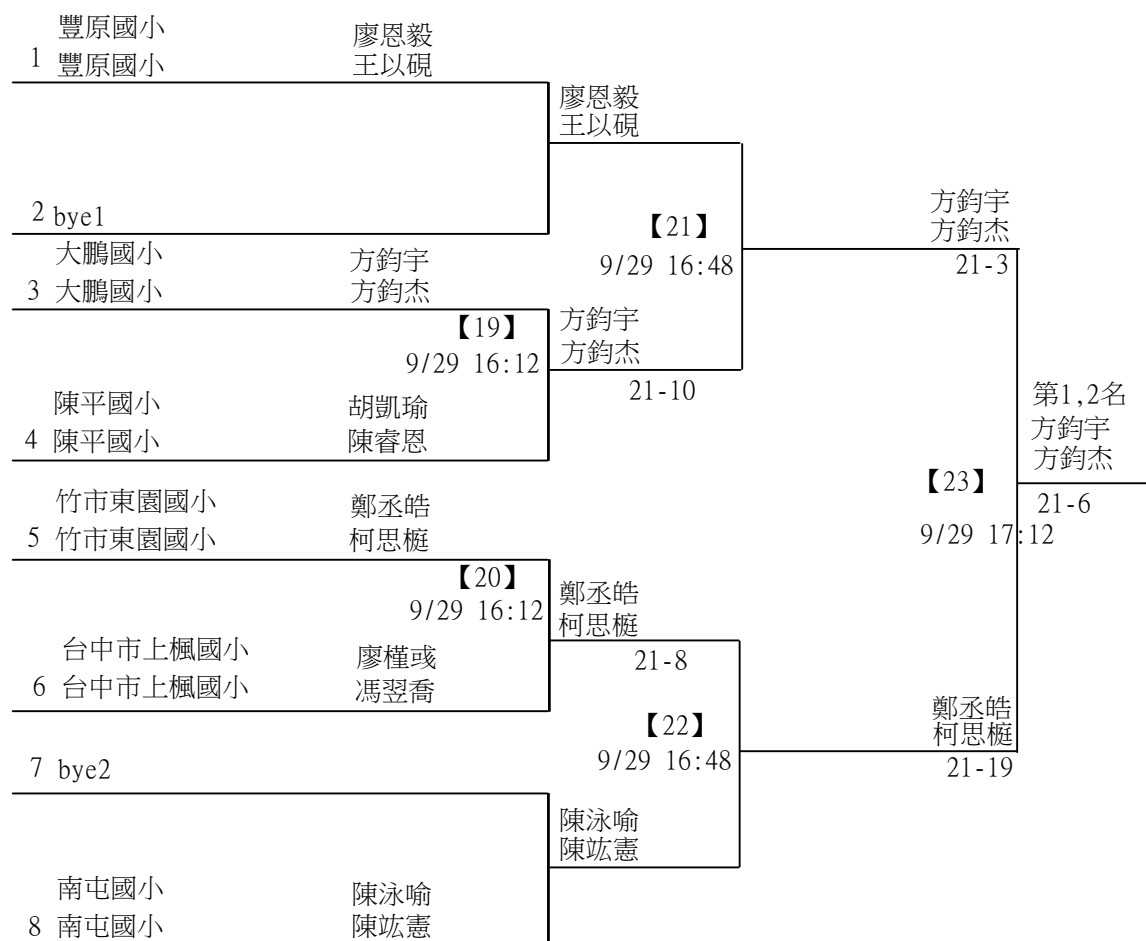 豐原國小 廖恩毅
1 豐原國小 王以硯
廖恩毅
王以硯
2 bye1
【21】
9/29 16:48
方鈞宇
方鈞杰
21-3
大鵬國小 方鈞宇
3 大鵬國小 方鈞杰
【19】
9/29 16:12
方鈞宇
方鈞杰
21-10
陳平國小 胡凱瑜
4 陳平國小 陳睿恩
第1,2名
方鈞宇
方鈞杰
21-6
【23】
9/29 17:12
竹市東園國小 鄭丞皓
5 竹市東園國小 柯思榳
【20】
9/29 16:12
鄭丞皓
柯思榳
21-8
台中市上楓國小 廖槿彧
6 台中市上楓國小 馮翌喬
【22】
9/29 16:48
鄭丞皓
柯思榳
21-19
7 bye2
陳泳喻
陳竑憲
南屯國小 陳泳喻
8 南屯國小 陳竑憲